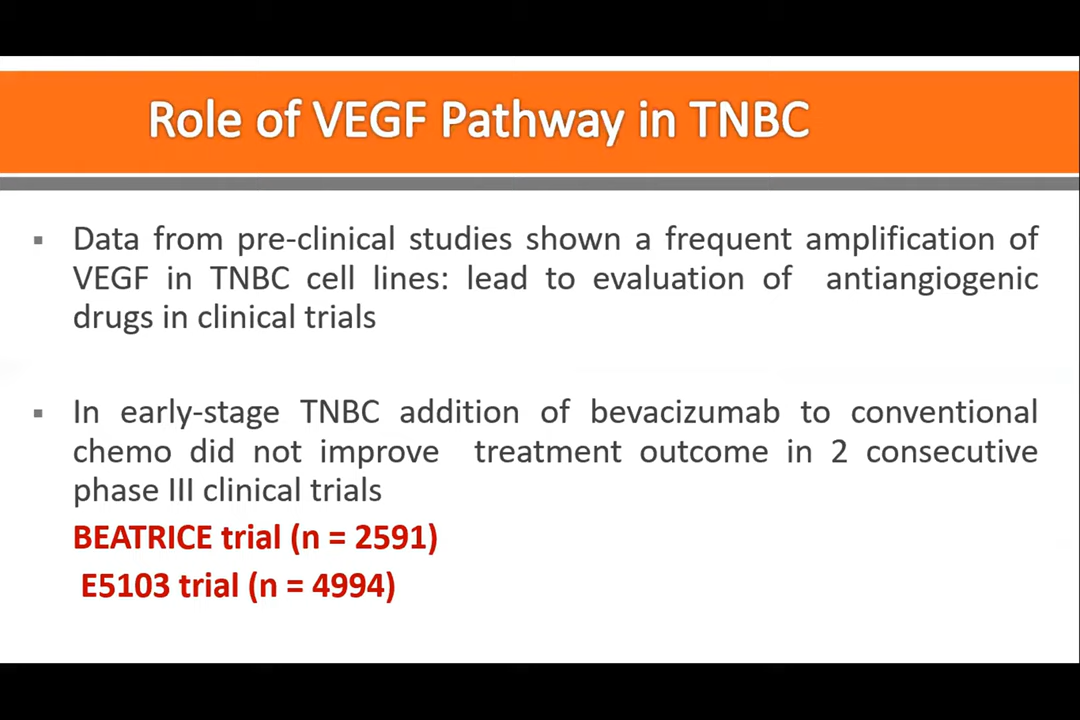 Role of VEGF Pathway in TNBC
▪ Data from pre-clinical studies shown a frequent amplification of
VEGF in TNBC cell lines: lead to evaluation of antiangiogenic
drugs in clinical trials
▪ In early-stage TNBC addition of bevacizumab to conventional
chemo did not improve treatment outcome in 2 consecutive
phase III clinical trials
BEATRICE trial (n = 2591)
E5103 trial (n = 4994)